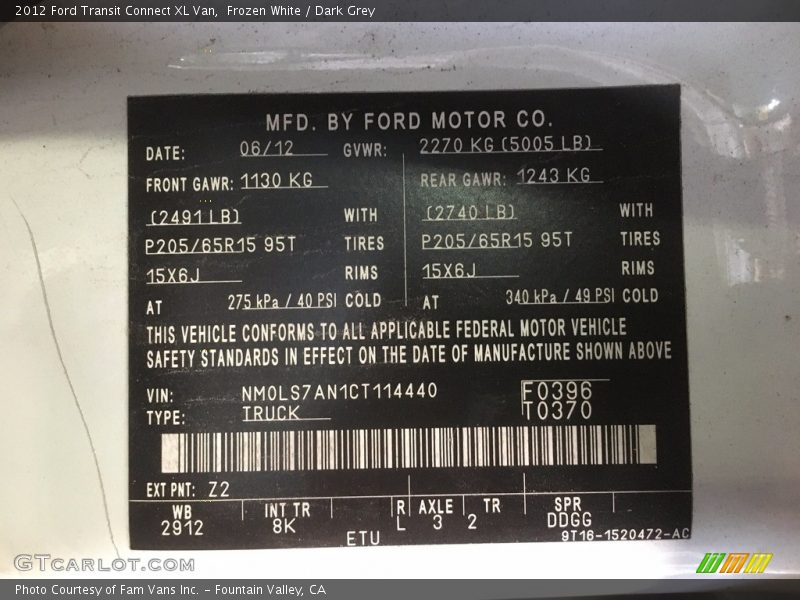 2012 Ford Transit Connect XL Van, Frozen White / Dark Grey
MFD. BY FORD MOTOR CO.
DATE: 06/12 GVWR: 2270 KG (5005 LB)
FRONT GAWR: 1130 KG REAR GAWR: 1243 KG
(2491 LB) WITH (2740 LB) WITH
P205/65R15 95T TIRES P205/65R15 95T TIRES
15X6J RIMS 15X6J RIMS
AT 275 kPa / 40 PSI COLD AT 340 kPa / 49 PSI COLD
THIS VEHICLE CONFORMS TO ALL APPLICABLE FEDERAL MOTOR VEHICLE
SAFETY STANDARDS IN EFFECT ON THE DATE OF MANUFACTURE SHOWN ABOVE
VIN: NM0LS7AN1CT114440 F0396
TYPE: TRUCK T0370
EXT PNT: Z2
WB INT TR R AXLE TR SPR
2912 8K L 3 2 DDGG
ETU 9T16-1520472-AC
GTCARLOT.COM
Photo Courtesy of Fam Vans Inc. - Fountain Valley, CA